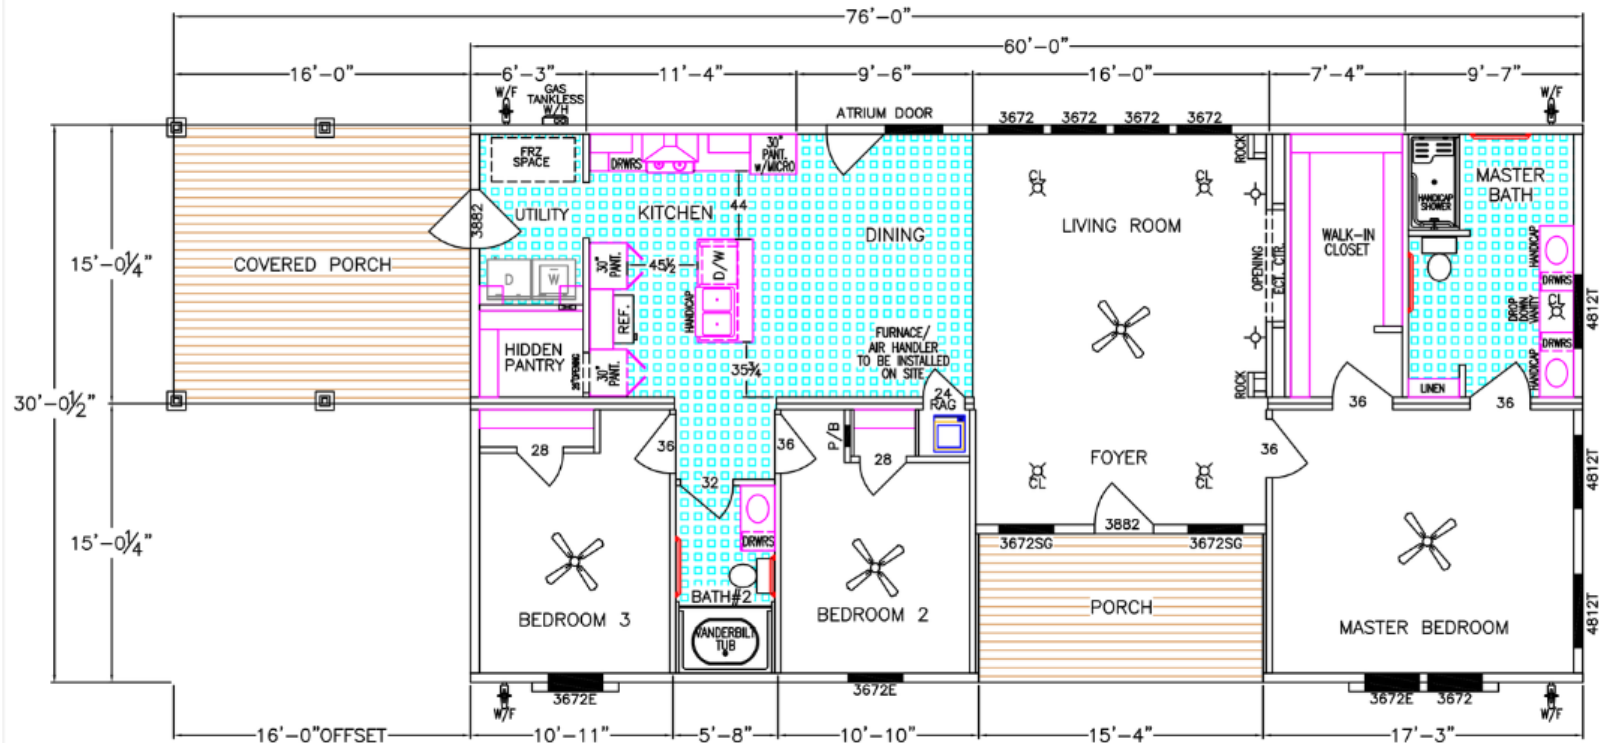 76'-0"
60'-0"
16'-0"
6'-3"
11'-4"
9'-6"
16'-0"
7'-4"
9'-7"
W/F
GAS
TANKLESS
W/H
ATRIUM DOOR
3672
3672
3672
3672
W/F
FRZ
SPACE
DRWRS
30"
PANT.
W/MICRO
ROCK
CL
CL
HANDICAP
SHOWER
MASTER
BATH
3882
UTILITY
KITCHEN
44
DINING
LIVING ROOM
WALK-IN
CLOSET
HANDICAP
15'-0¼"
COVERED PORCH
D
W
30"
PANT.
45½
D/W
OPENING
ECT. CTR.
DRWRS
CL
DROP
DOWN
VANITY
4812T
REF.
HANDICAP
FURNACE/
AIR HANDLER
TO BE INSTALLED
ON SITE
HIDDEN
PANTRY
30"
PANT.
35¾
DRWRS
HANDICAP
30'-0½"
24
RAG
ROCK
LINEN
36
36
28
36
36
P/B
28
FOYER
36
4812T
CL
CL
32
3882
15'-0¼"
DRWRS
3672SG
3672SG
BATH#2
BEDROOM 3
BEDROOM 2
PORCH
MASTER BEDROOM
4812T
VANDERBILT
TUB
W/F
3672E
3672E
3672E
3672
W/F
16'-0"OFFSET
10'-11"
5'-8"
10'-10"
15'-4"
17'-3"